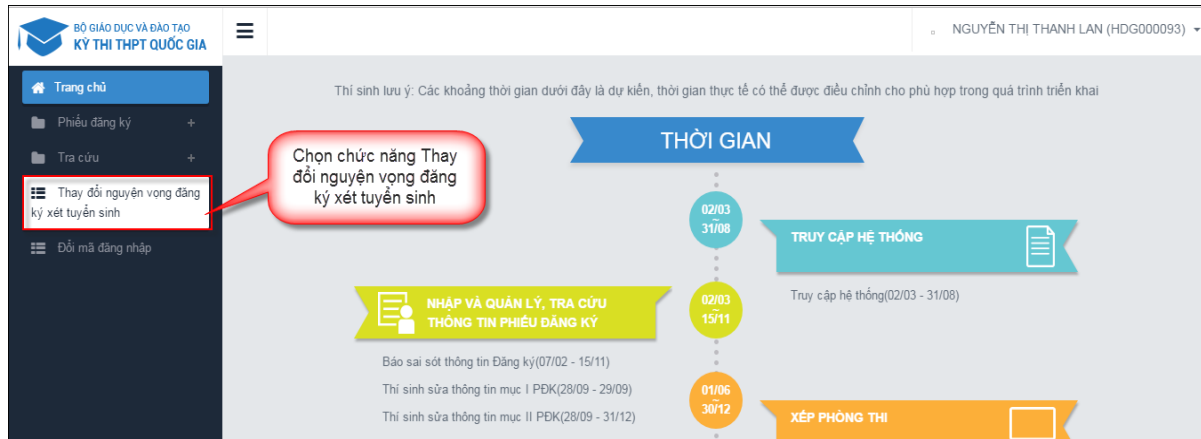 BỘ GIÁO DỤC VÀ ĐÀO TẠO
KỲ THI THPT QUỐC GIA
NGUYỄN THỊ THANH LAN (HDG000093)
Trang chủ
Phiếu đăng ký +
Tra cứu +
Thay đổi nguyện vọng đăng
ký xét tuyển sinh
Đổi mã đăng nhập
Chọn chức năng Thay
đổi nguyện vọng đăng
ký xét tuyển sinh
Thí sinh lưu ý: Các khoảng thời gian dưới đây là dự kiến, thời gian thực tế có thể được điều chỉnh cho phù hợp trong quá trình triển khai
THỜI GIAN
02/03
~
31/08
TRUY CẬP HỆ THỐNG
Truy cập hệ thống(02/03 - 31/08)
NHẬP VÀ QUẢN LÝ, TRA CỨU
THÔNG TIN PHIẾU ĐĂNG KÝ
02/03
~
15/11
Báo sai sót thông tin Đăng ký(07/02 - 15/11)
Thí sinh sửa thông tin mục I PĐK(28/09 - 29/09)
Thí sinh sửa thông tin mục II PĐK(28/09 - 31/12)
01/06
~
30/12
XẾP PHÒNG THI